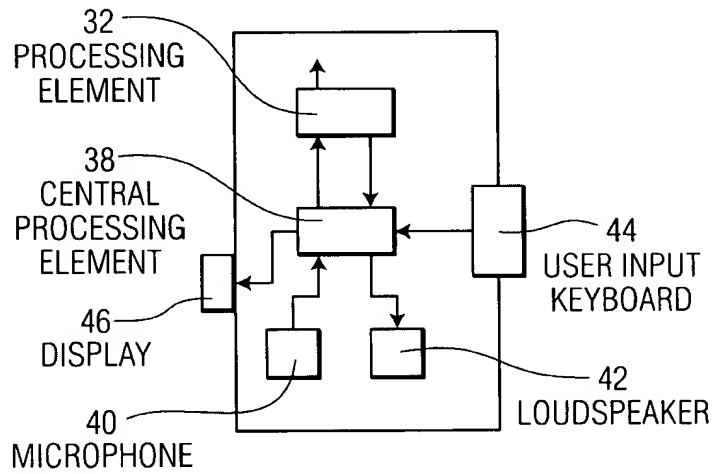 32
PROCESSING
ELEMENT
38
CENTRAL
PROCESSING
ELEMENT
44
USER INPUT
KEYBOARD
46
DISPLAY
40
MICROPHONE
42
LOUDSPEAKER